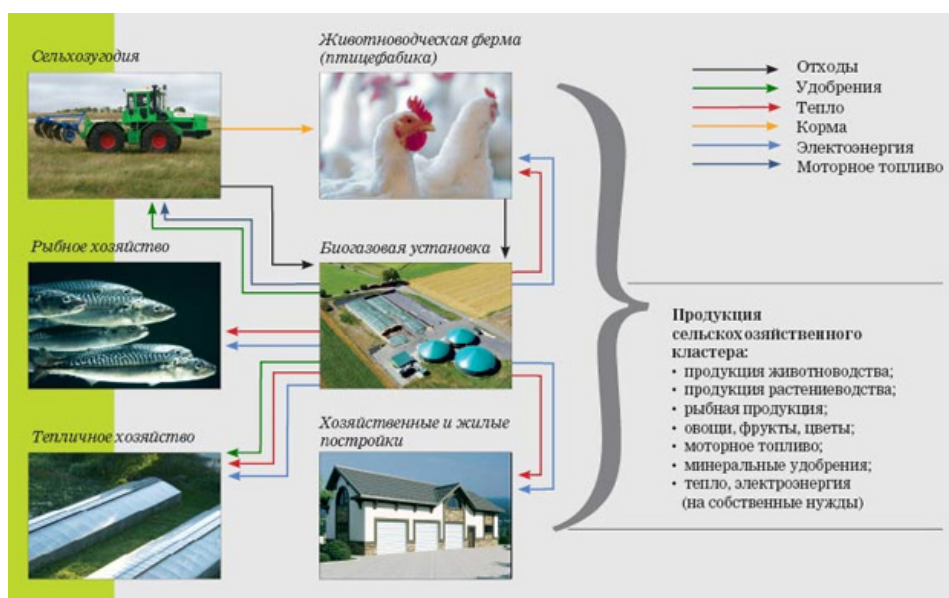 Сельхозугодия
Животноводческая ферма
(птицефабика)
Отходы
Удобрения
Тепло
Корма
Электоэнергия
Моторное топливо
Рыбное хозяйство
Биогазовая установка
Тепличное хозяйство
Хозяйственные и жилые
постройки
Продукция
сельскохозяйственного
кластера:
• продукция животноводства;
• продукция растениеводства;
• рыбная продукция;
• овощи, фрукты, цветы;
• моторное топливо;
• минеральные удобрения;
• тепло, электроэнергия
(на собственные нужды)